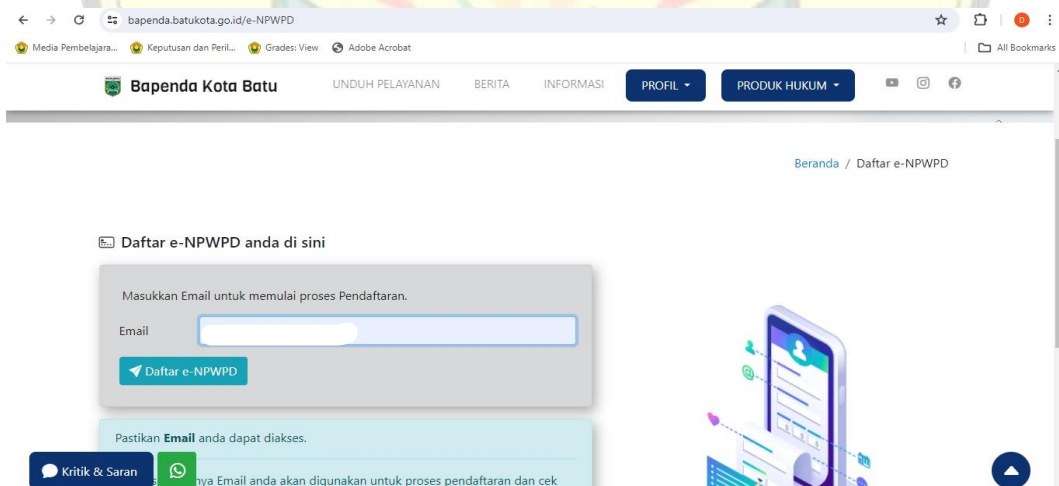 bapenda.batukota.go.id/e-NPWPD
D
Media Pembelajara... Keputusan dan Peril... Grades: View Adobe Acrobat All Bookmarks
Bapenda Kota Batu UNDUH PELAYANAN BERITA INFORMASI PROFIL PRODUK HUKUM
Beranda / Daftar e-NPWPD
Daftar e-NPWPD anda di sini
Masukkan Email untuk memulai proses Pendaftaran.
Email
Daftar e-NPWPD
Pastikan Email anda dapat diakses.
Kritik & Saran
Email anda akan digunakan untuk proses pendaftaran dan cek